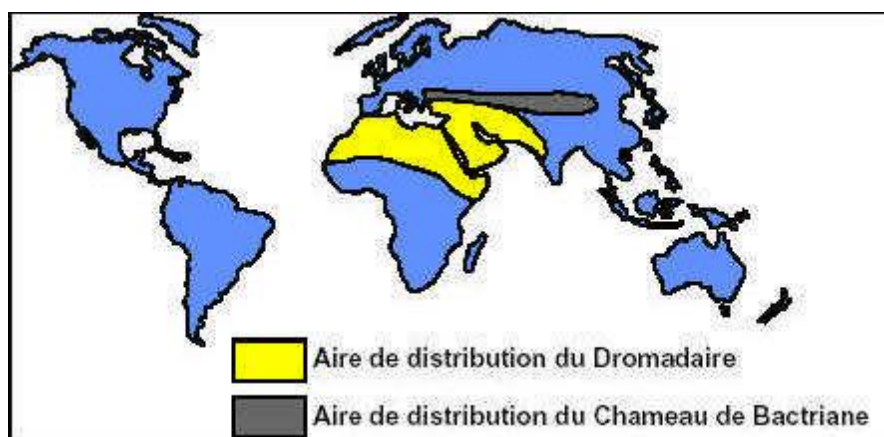 Aire de distribution du Dromadaire
Aire de distribution du Chameau de Bactriane